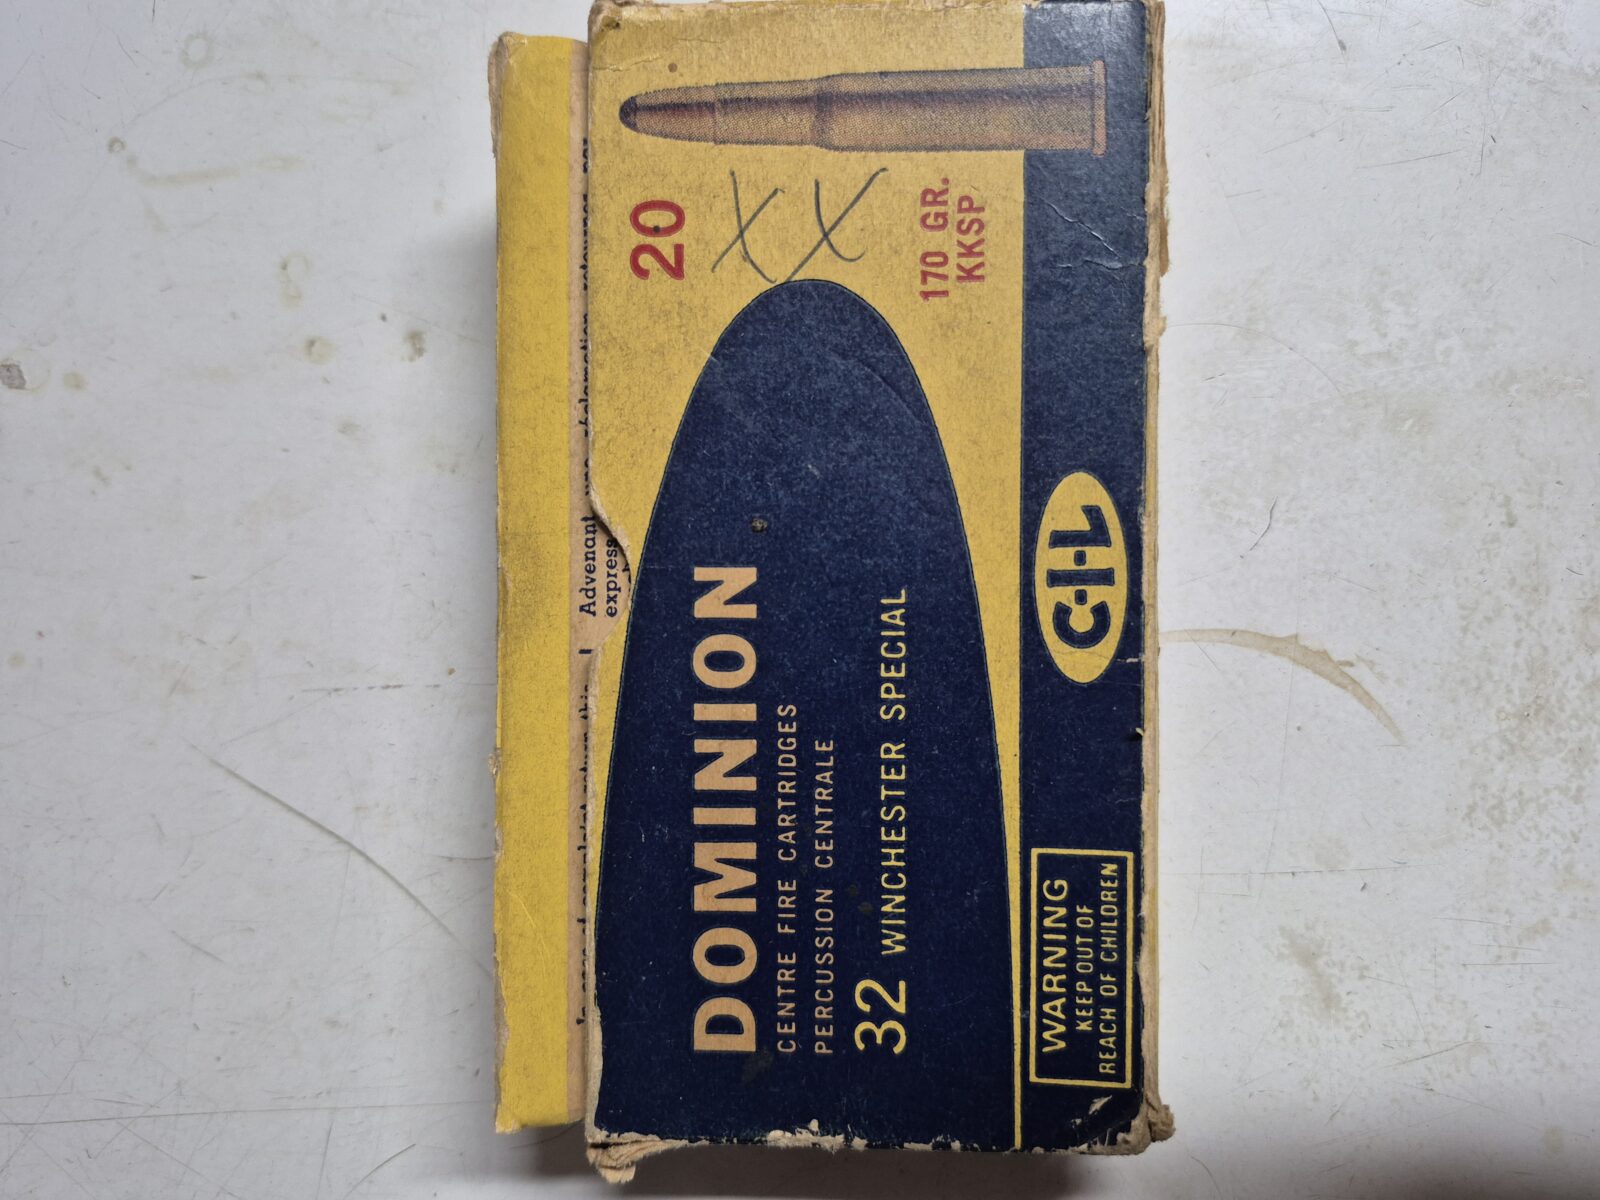 Advenant
express
20
XX
170 GR.
KKSP
DOMINION
CENTRE FIRE CARTRIDGES
PERCUSSION CENTRALE
32 WINCHESTER SPECIAL
C·I·L
WARNING
KEEP OUT OF
REACH OF CHILDREN